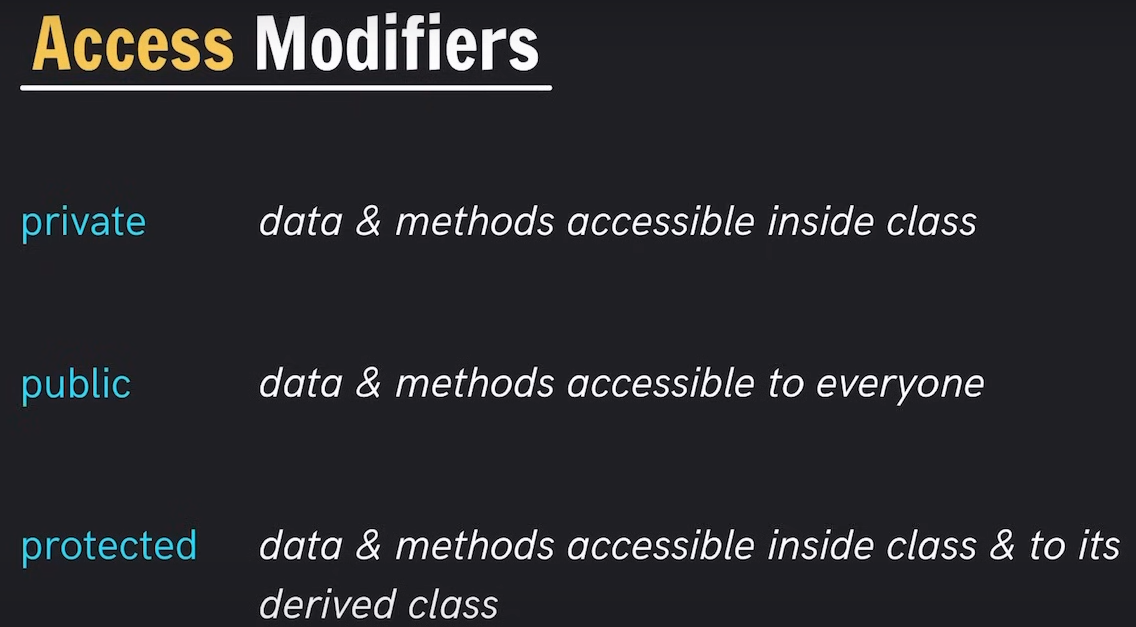 Access Modifiers
private data & methods accessible inside class
public data & methods accessible to everyone
protected data & methods accessible inside class & to its
derived class